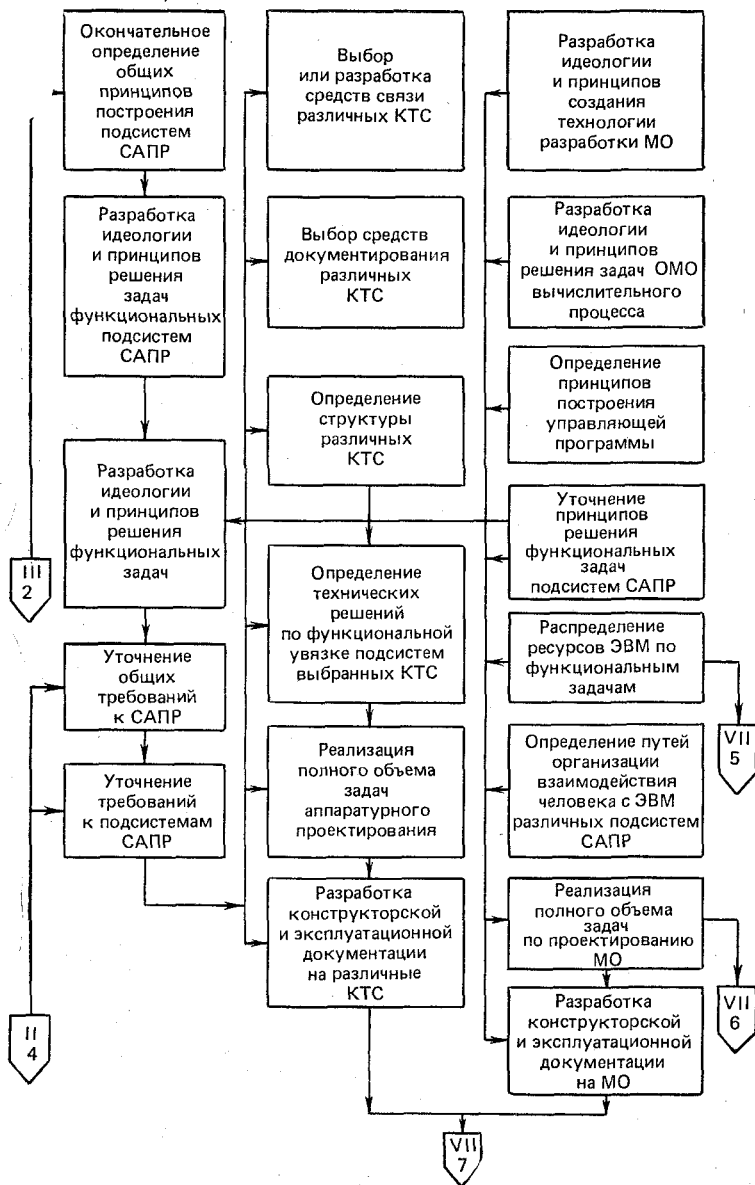 Окончательное
определение
общих
принципов
построения
подсистем
САПР
Разработка
идеологии
и принципов
решения
задач
функциональных
подсистем
САПР
Разработка
идеологии
и принципов
решения
функциональных
задач
Уточнение
общих
требований
к САПР
Уточнение
требований
к подсистемам
САПР
III
2
II
4
Выбор
или разработка
средств связи
различных КТС
Выбор средств
документирования
различных
КТС
Определение
структуры
различных
КТС
Определение
технических
решений
по функциональной
увязке подсистем
выбранных КТС
Реализация
полного объема
задач
аппаратурного
проектирования
Разработка
конструкторской
и эксплуатационной
документации
на различные
КТС
Разработка
идеологии
и принципов
создания
технологии
разработки МО
Разработка
идеологии
и принципов
решения задач ОМО
вычислительного
процесса
Определение
принципов
построения
управляющей
программы
Уточнение
принципов
решения
функциональных
задач
подсистем САПР
Распределение
ресурсов ЭВМ по
функциональным
задачам
Определение путей
организации
взаимодействия
человека с ЭВМ
различных подсистем
САПР
Реализация
полного объема
задач
по проектированию
МО
Разработка
конструкторской
и эксплуатационной
документации
на МО
VII
5
VII
6
VII
7